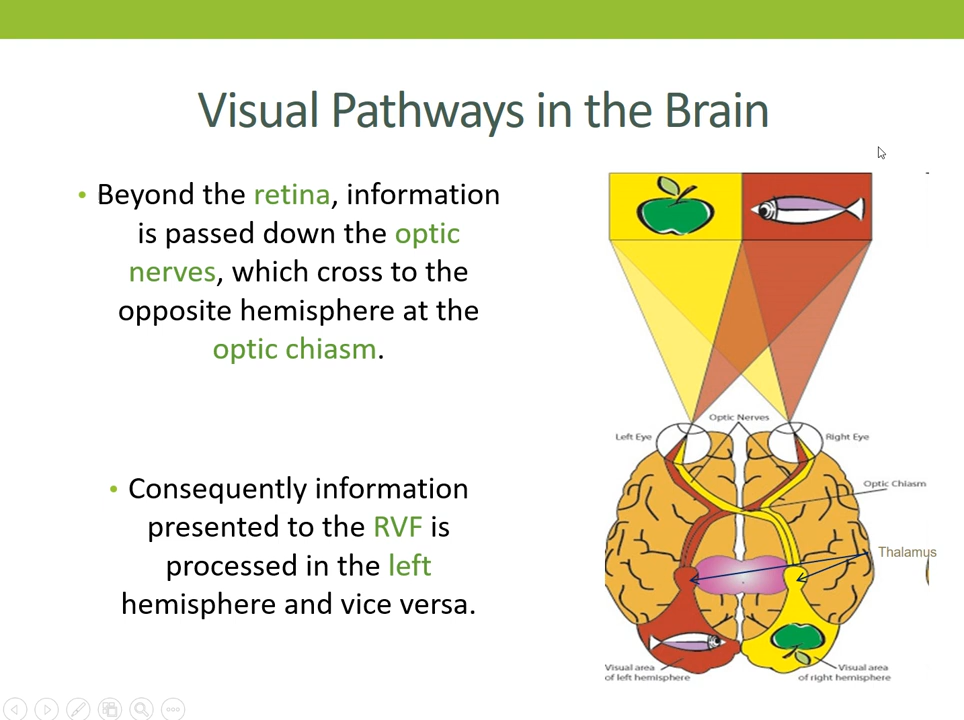 Visual Pathways in the Brain
• Beyond the retina, information
is passed down the optic
nerves, which cross to the
opposite hemisphere at the
optic chiasm.
• Consequently information
presented to the RVF is
processed in the left
hemisphere and vice versa.
Optic Nerves
Left Eye
Right Eye
Optic Chiasm
Thalamus
Visual area
of left hemisphere
Visual area
of right hemisphere